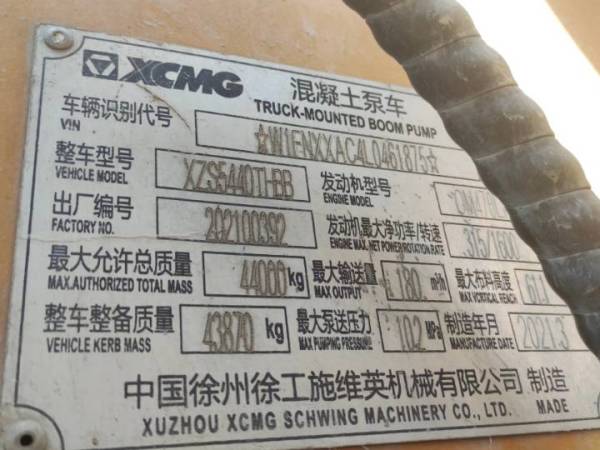 XCMG
混凝土泵车
TRUCK-MOUNTED BOOM PUMP
车辆识别代号
VIN
☆W1FNXXAC4L0461875☆
整车型号
VEHICLE MODEL
发动机型号
ENGINE MODEL
出厂编号
FACTORY NO.
202100392
发动机最大净功率/转速
ENGINE MAX. NET POWER/ROTATION RATE
315/1600
最大允许总质量
MAX.AUTHORIZED TOTAL MASS
44000 kg
最大输送量
MAX OUTPUT
180 m³/h
最大布料高度
MAX VERTICAL REACH
61.1
整车整备质量
VEHICLE KERB MASS
43870 kg
最大泵送压力
MAX PUMPING PRESSURE
10.2 MPa
制造年月
MANUFACTURE DATE
2021.3
中国徐州徐工施维英机械有限公司 制造
XUZHOU XCMG SCHWING MACHINERY CO., LTD. MADE